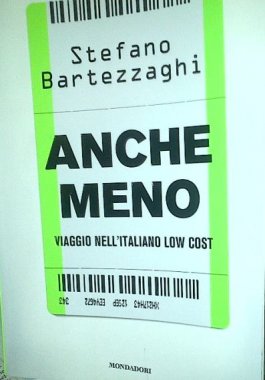 Stefano
Bartezzaghi
ANCHE
MENO
VIAGGIO NELL'ITALIANO LOW COST
MONDADORI